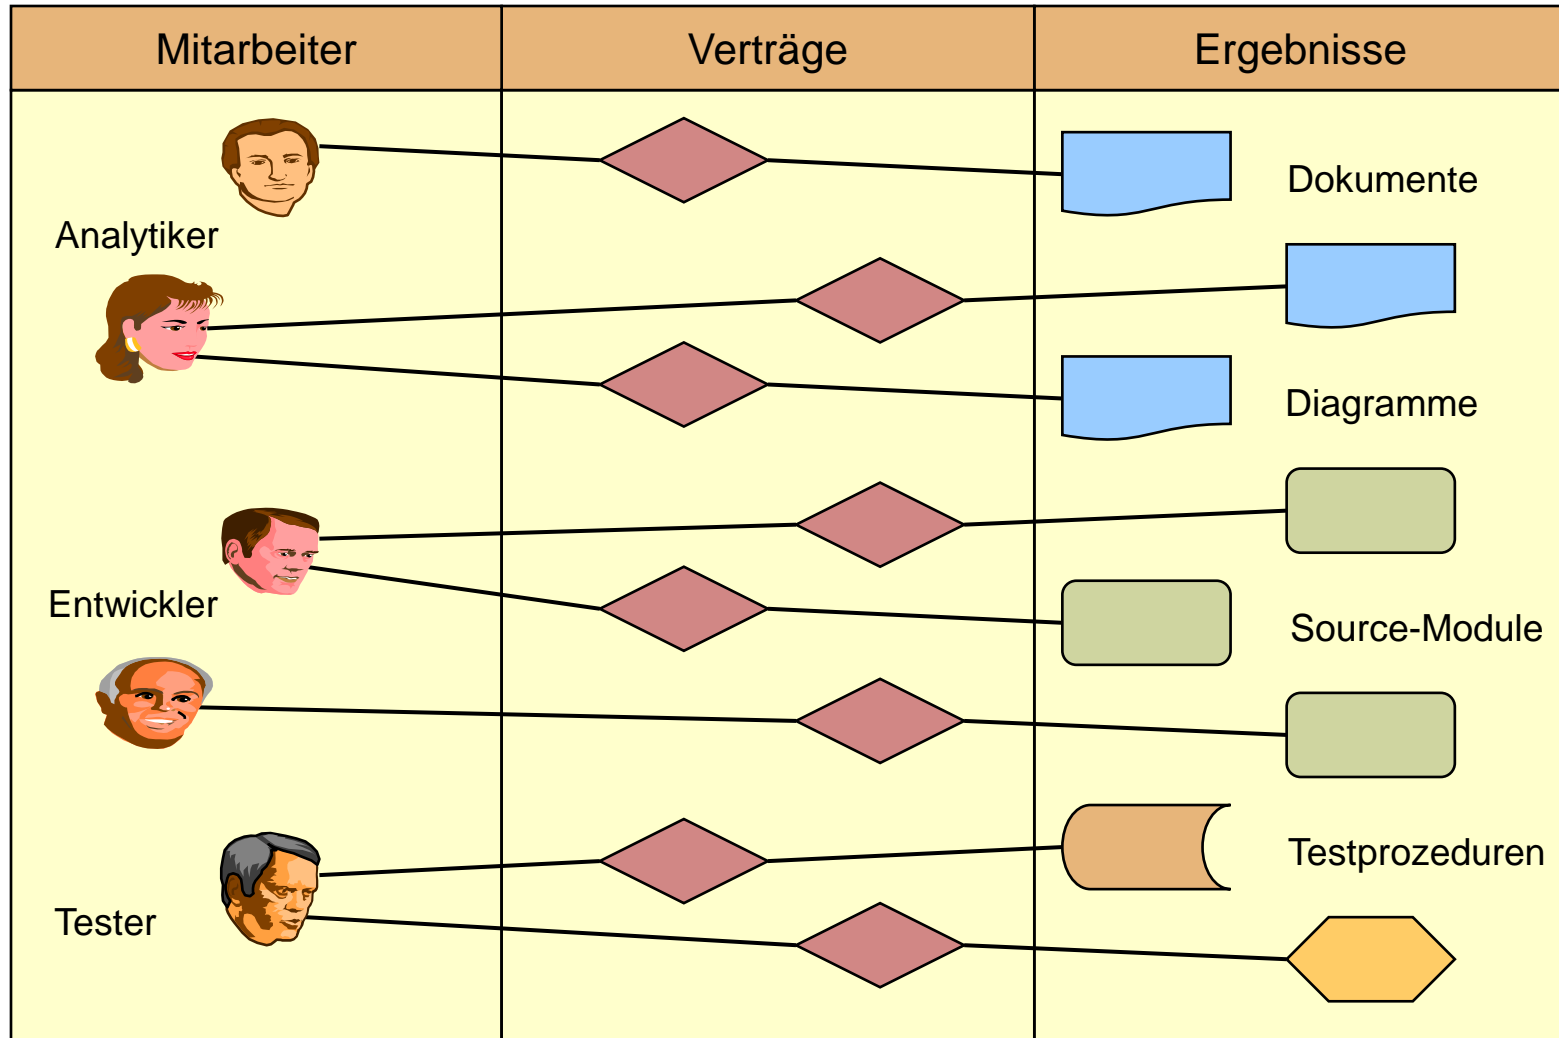 Mitarbeiter
Verträge
Ergebnisse
Dokumente
Analytiker
Diagramme
Entwickler
Source-Module
Testprozeduren
Tester